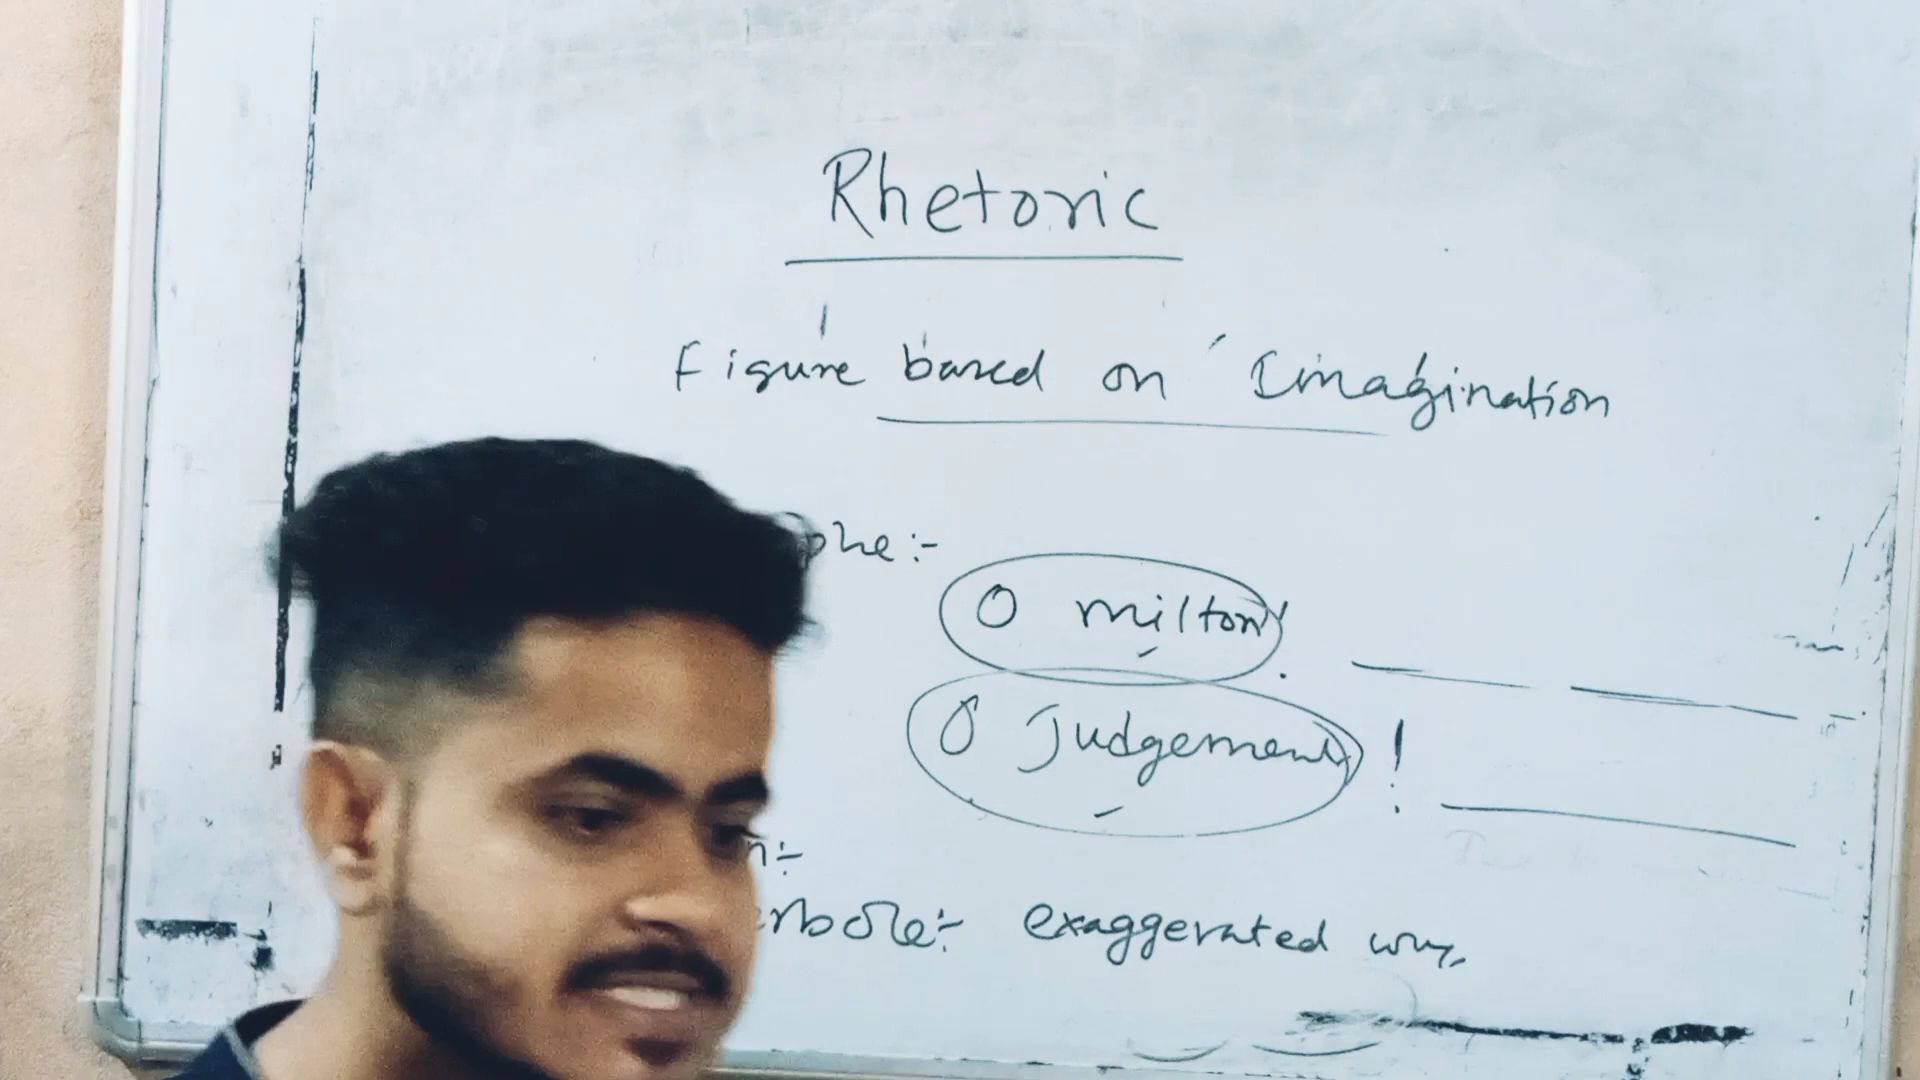 Rhetoric
Figure based on Imagination
phe:-
O milton!
O Judgement!
n:-
rbole:- exaggerated way